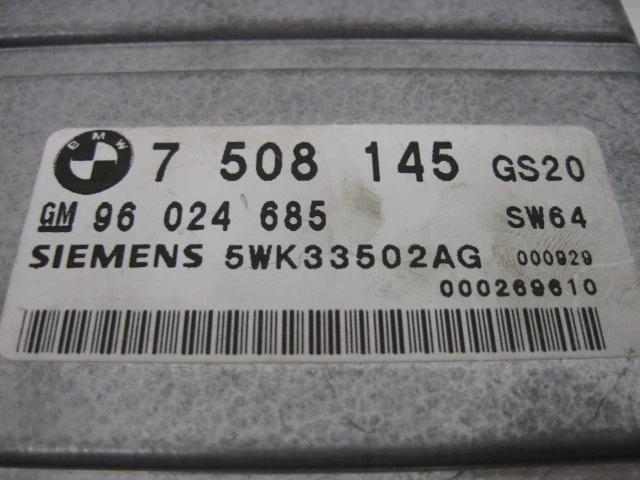 BMW 7 508 145 GS20
GM 96 024 685 SW64
SIEMENS 5WK33502AG 000929
000269610